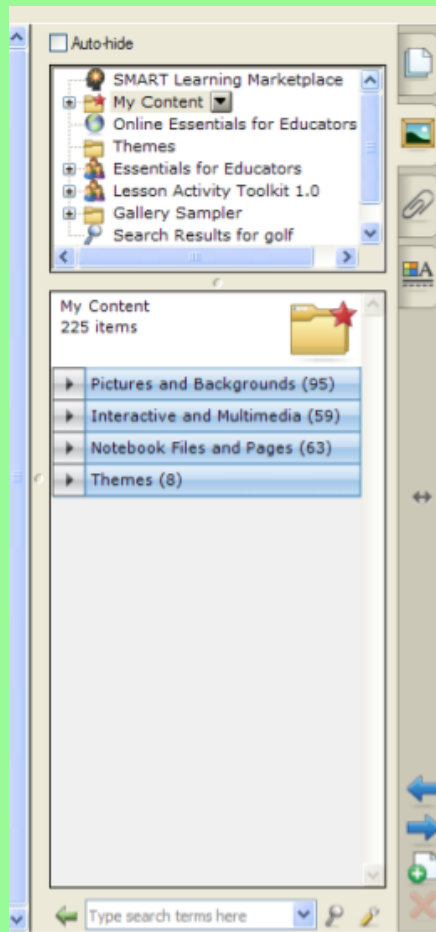 Auto-hide
SMART Learning Marketplace
My Content
Online Essentials for Educators
Themes
Essentials for Educators
Lesson Activity Toolkit 1.0
Gallery Sampler
Search Results for golf
My Content
225 items
Pictures and Backgrounds (95)
Interactive and Multimedia (59)
Notebook Files and Pages (63)
Themes (8)
Type search terms here